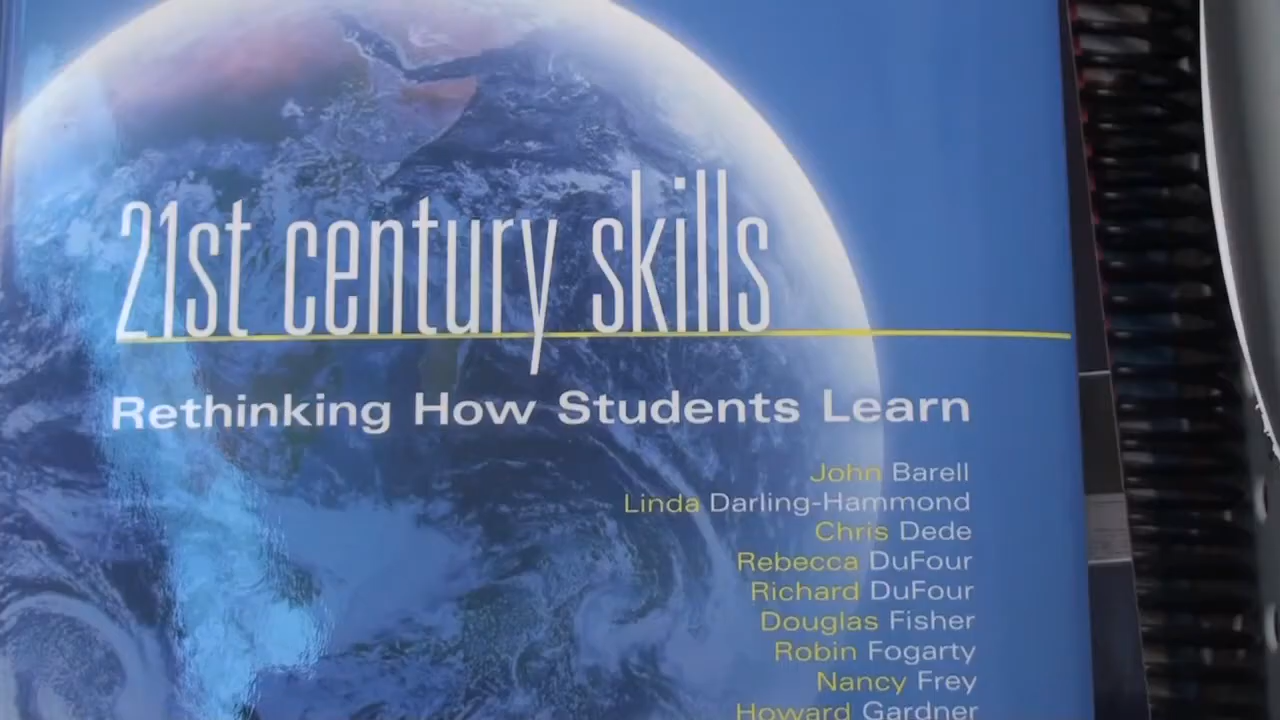 21st century skills
Rethinking How Students Learn
John Barell
Linda Darling-Hammond
Chris Dede
Rebecca DuFour
Richard DuFour
Douglas Fisher
Robin Fogarty
Nancy Frey
Howard Gardner